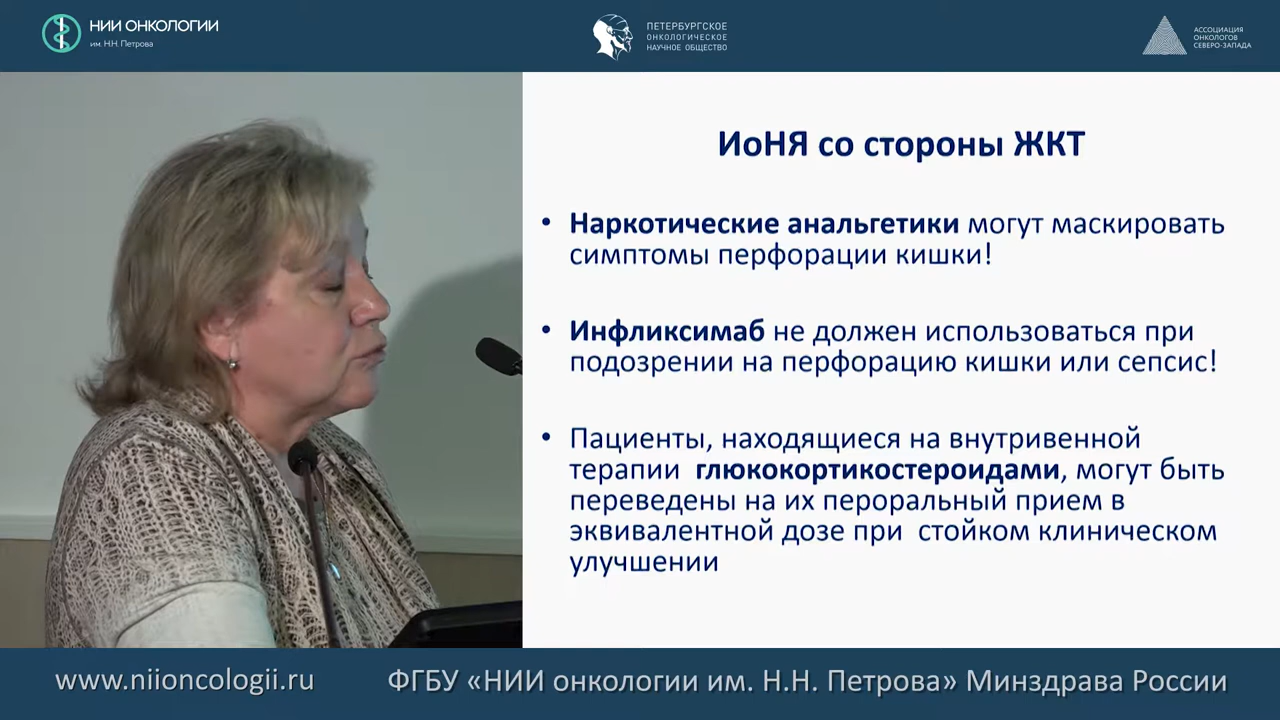 НИИ ОНКОЛОГИИ
им. Н.Н. Петрова
ПЕТЕРБУРГСКОЕ
ОНКОЛОГИЧЕСКОЕ
НАУЧНОЕ ОБЩЕСТВО
АССОЦИАЦИЯ
ОНКОЛОГОВ
СЕВЕРО-ЗАПАДА
ИоНЯ со стороны ЖКТ
• Наркотические анальгетики могут маскировать
симптомы перфорации кишки!
• Инфликсимаб не должен использоваться при
подозрении на перфорацию кишки или сепсис!
• Пациенты, находящиеся на внутривенной
терапии глюкокортикостероидами, могут быть
переведены на их пероральный прием в
эквивалентной дозе при стойком клиническом
улучшении
www.niioncologii.ru
ФГБУ «НИИ онкологии им. Н.Н. Петрова» Минздрава России